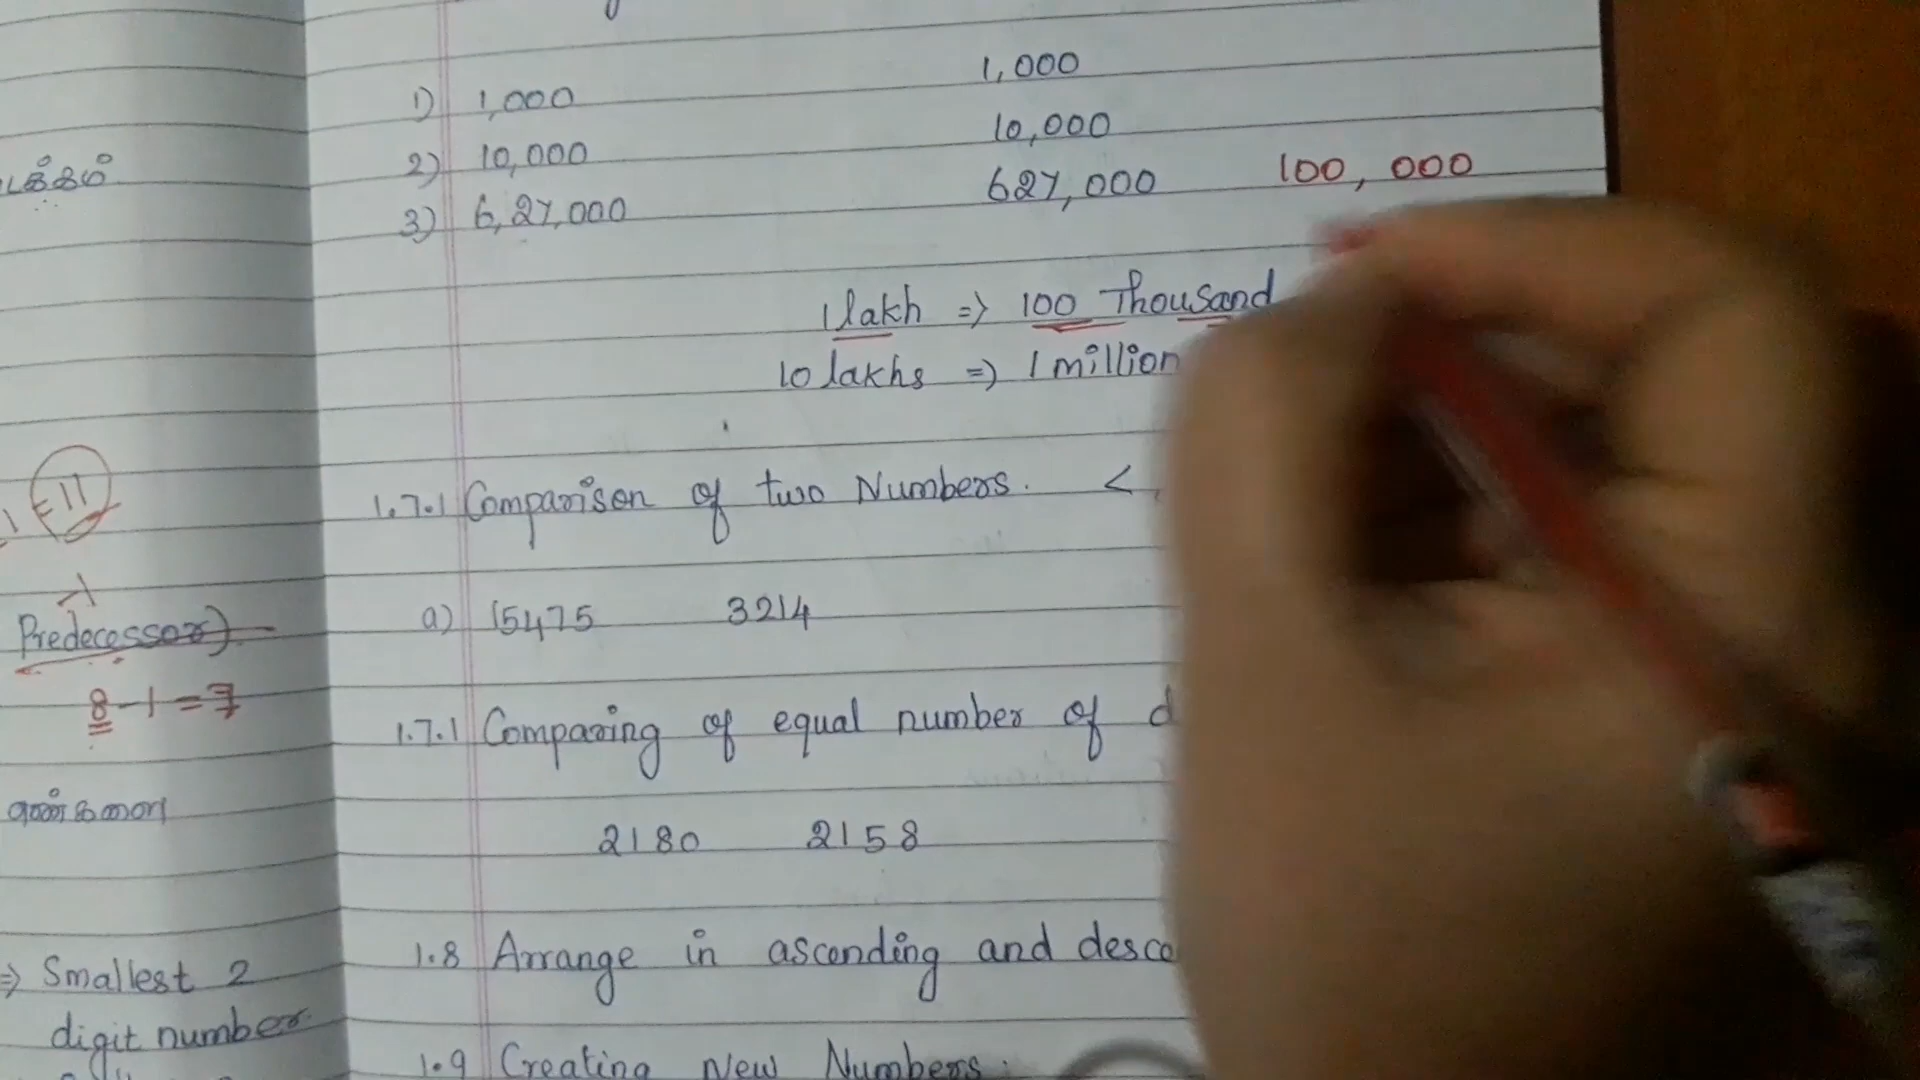 =11
Predecessor)
8-1=7
=> Smallest 2
digit number.
1) 1,000 1,000
2) 10,000 10,000
3) 6,27,000 627,000 100,000
1 lakh => 100 Thousand
10 lakhs => 1 million
1.7.1 Comparison of two Numbers. <
a) 15475 3214
1.7.1 Comparing of equal number of d
2180 2158
1.8 Arrange in ascending and desce
1.9 Creating New Numbers.